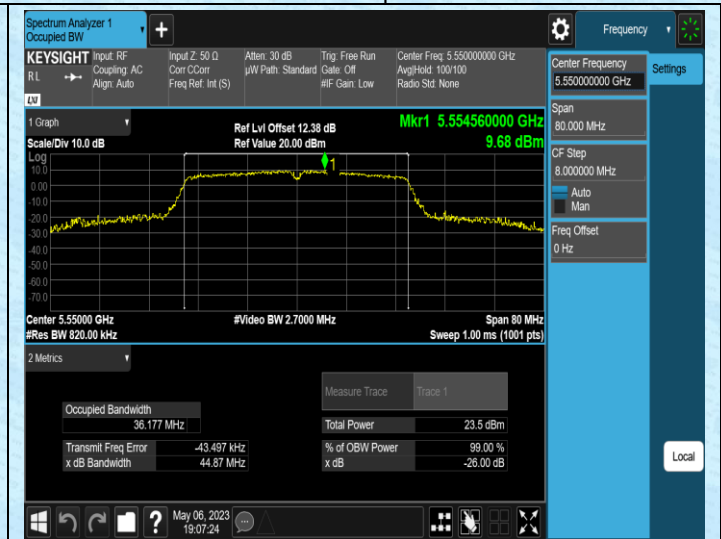 Spectrum Analyzer 1
Occupied BW
+
Frequency
KEYSIGHT
R L
LXI
Input: RF
Coupling: AC
Align: Auto
Input Z: 50 Ω
Corr CCorr
Freq Ref: Int (S)
Atten: 30 dB
µW Path: Standard
Trig: Free Run
Gate: Off
#IF Gain: Low
Center Freq: 5.550000000 GHz
Avg|Hold: 100/100
Radio Std: None
1 Graph
Scale/Div 10.0 dB
Ref Lvl Offset 12.38 dB
Ref Value 20.00 dBm
Mkr1 5.554560000 GHz
9.68 dBm
Log
10.0
0.00
-10.0
-20.0
-30.0
-40.0
-50.0
-60.0
-70.0
1
Center 5.55000 GHz
#Res BW 820.00 kHz
#Video BW 2.7000 MHz
Span 80 MHz
Sweep 1.00 ms (1001 pts)
2 Metrics
Measure Trace
Trace 1
Occupied Bandwidth
36.177 MHz
Total Power
23.5 dBm
Transmit Freq Error
-43.497 kHz
% of OBW Power
99.00 %
x dB Bandwidth
44.87 MHz
x dB
-26.00 dB
?
May 06, 2023
19:07:24
Center Frequency
5.550000000 GHz
Span
80.000 MHz
CF Step
8.000000 MHz
Auto
Man
Freq Offset
0 Hz
Settings
Local